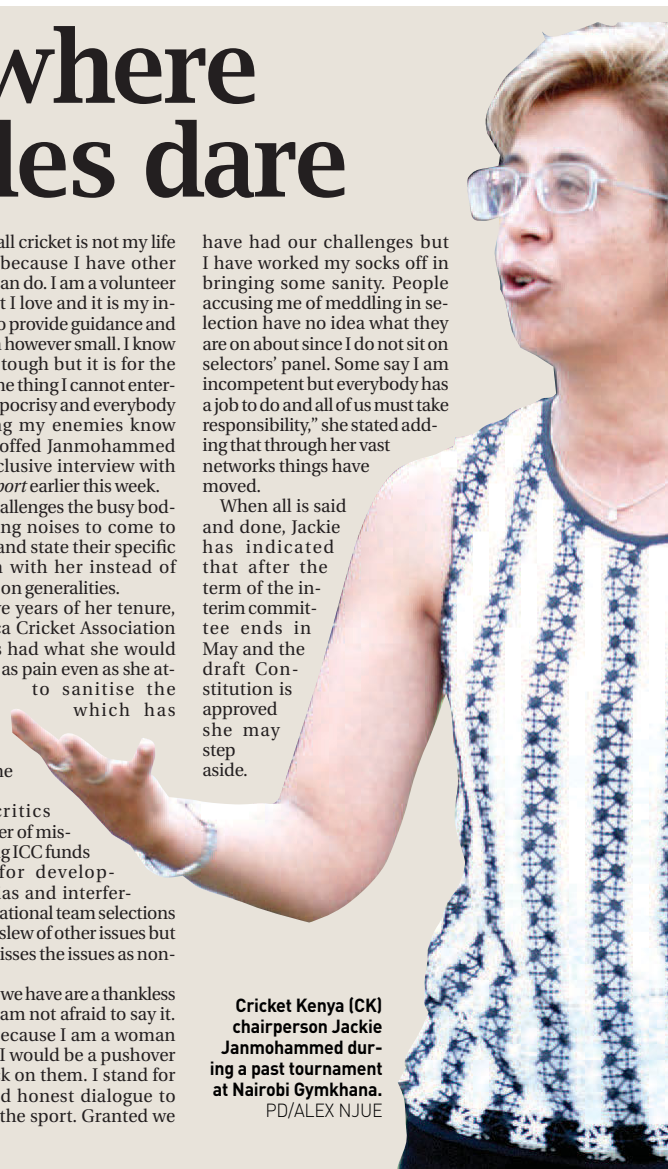 where
les dare
all cricket is not my life
because I have other
an do. I am a volunteer
t I love and it is my in-
o provide guidance and
however small. I know
tough but it is for the
ne thing I cannot enter-
pocrisy and everybody
ng my enemies know
offed Janmohammed
clusive interview with
port earlier this week.
allenges the busy bod-
ng noises to come to
and state their specific
with her instead of
on generalities.
e years of her tenure,
a Cricket Association
s had what she would
as pain even as she at-
to sanitise the
which has
ne
critics
er of mis-
g ICC funds
for develop-
as and interfer-
ational team selections
slew of other issues but
isses the issues as non-
we have are a thankless
am not afraid to say it.
ecause I am a woman
I would be a pushover
k on them. I stand for
d honest dialogue to
the sport. Granted we
have had our challenges but
I have worked my socks off in
bringing some sanity. People
accusing me of meddling in se-
lection have no idea what they
are on about since I do not sit on
selectors’ panel. Some say I am
incompetent but everybody has
a job to do and all of us must take
responsibility,” she stated add-
ing that through her vast
networks things have
moved.
When all is said
and done, Jackie
has indicated
that after the
term of the in-
terim commit-
tee ends in
May and the
draft Con-
stitution is
approved
she may
step
aside.
Cricket Kenya (CK)
chairperson Jackie
Janmohammed dur-
ing a past tournament
at Nairobi Gymkhana.
PD/ALEX NJUE